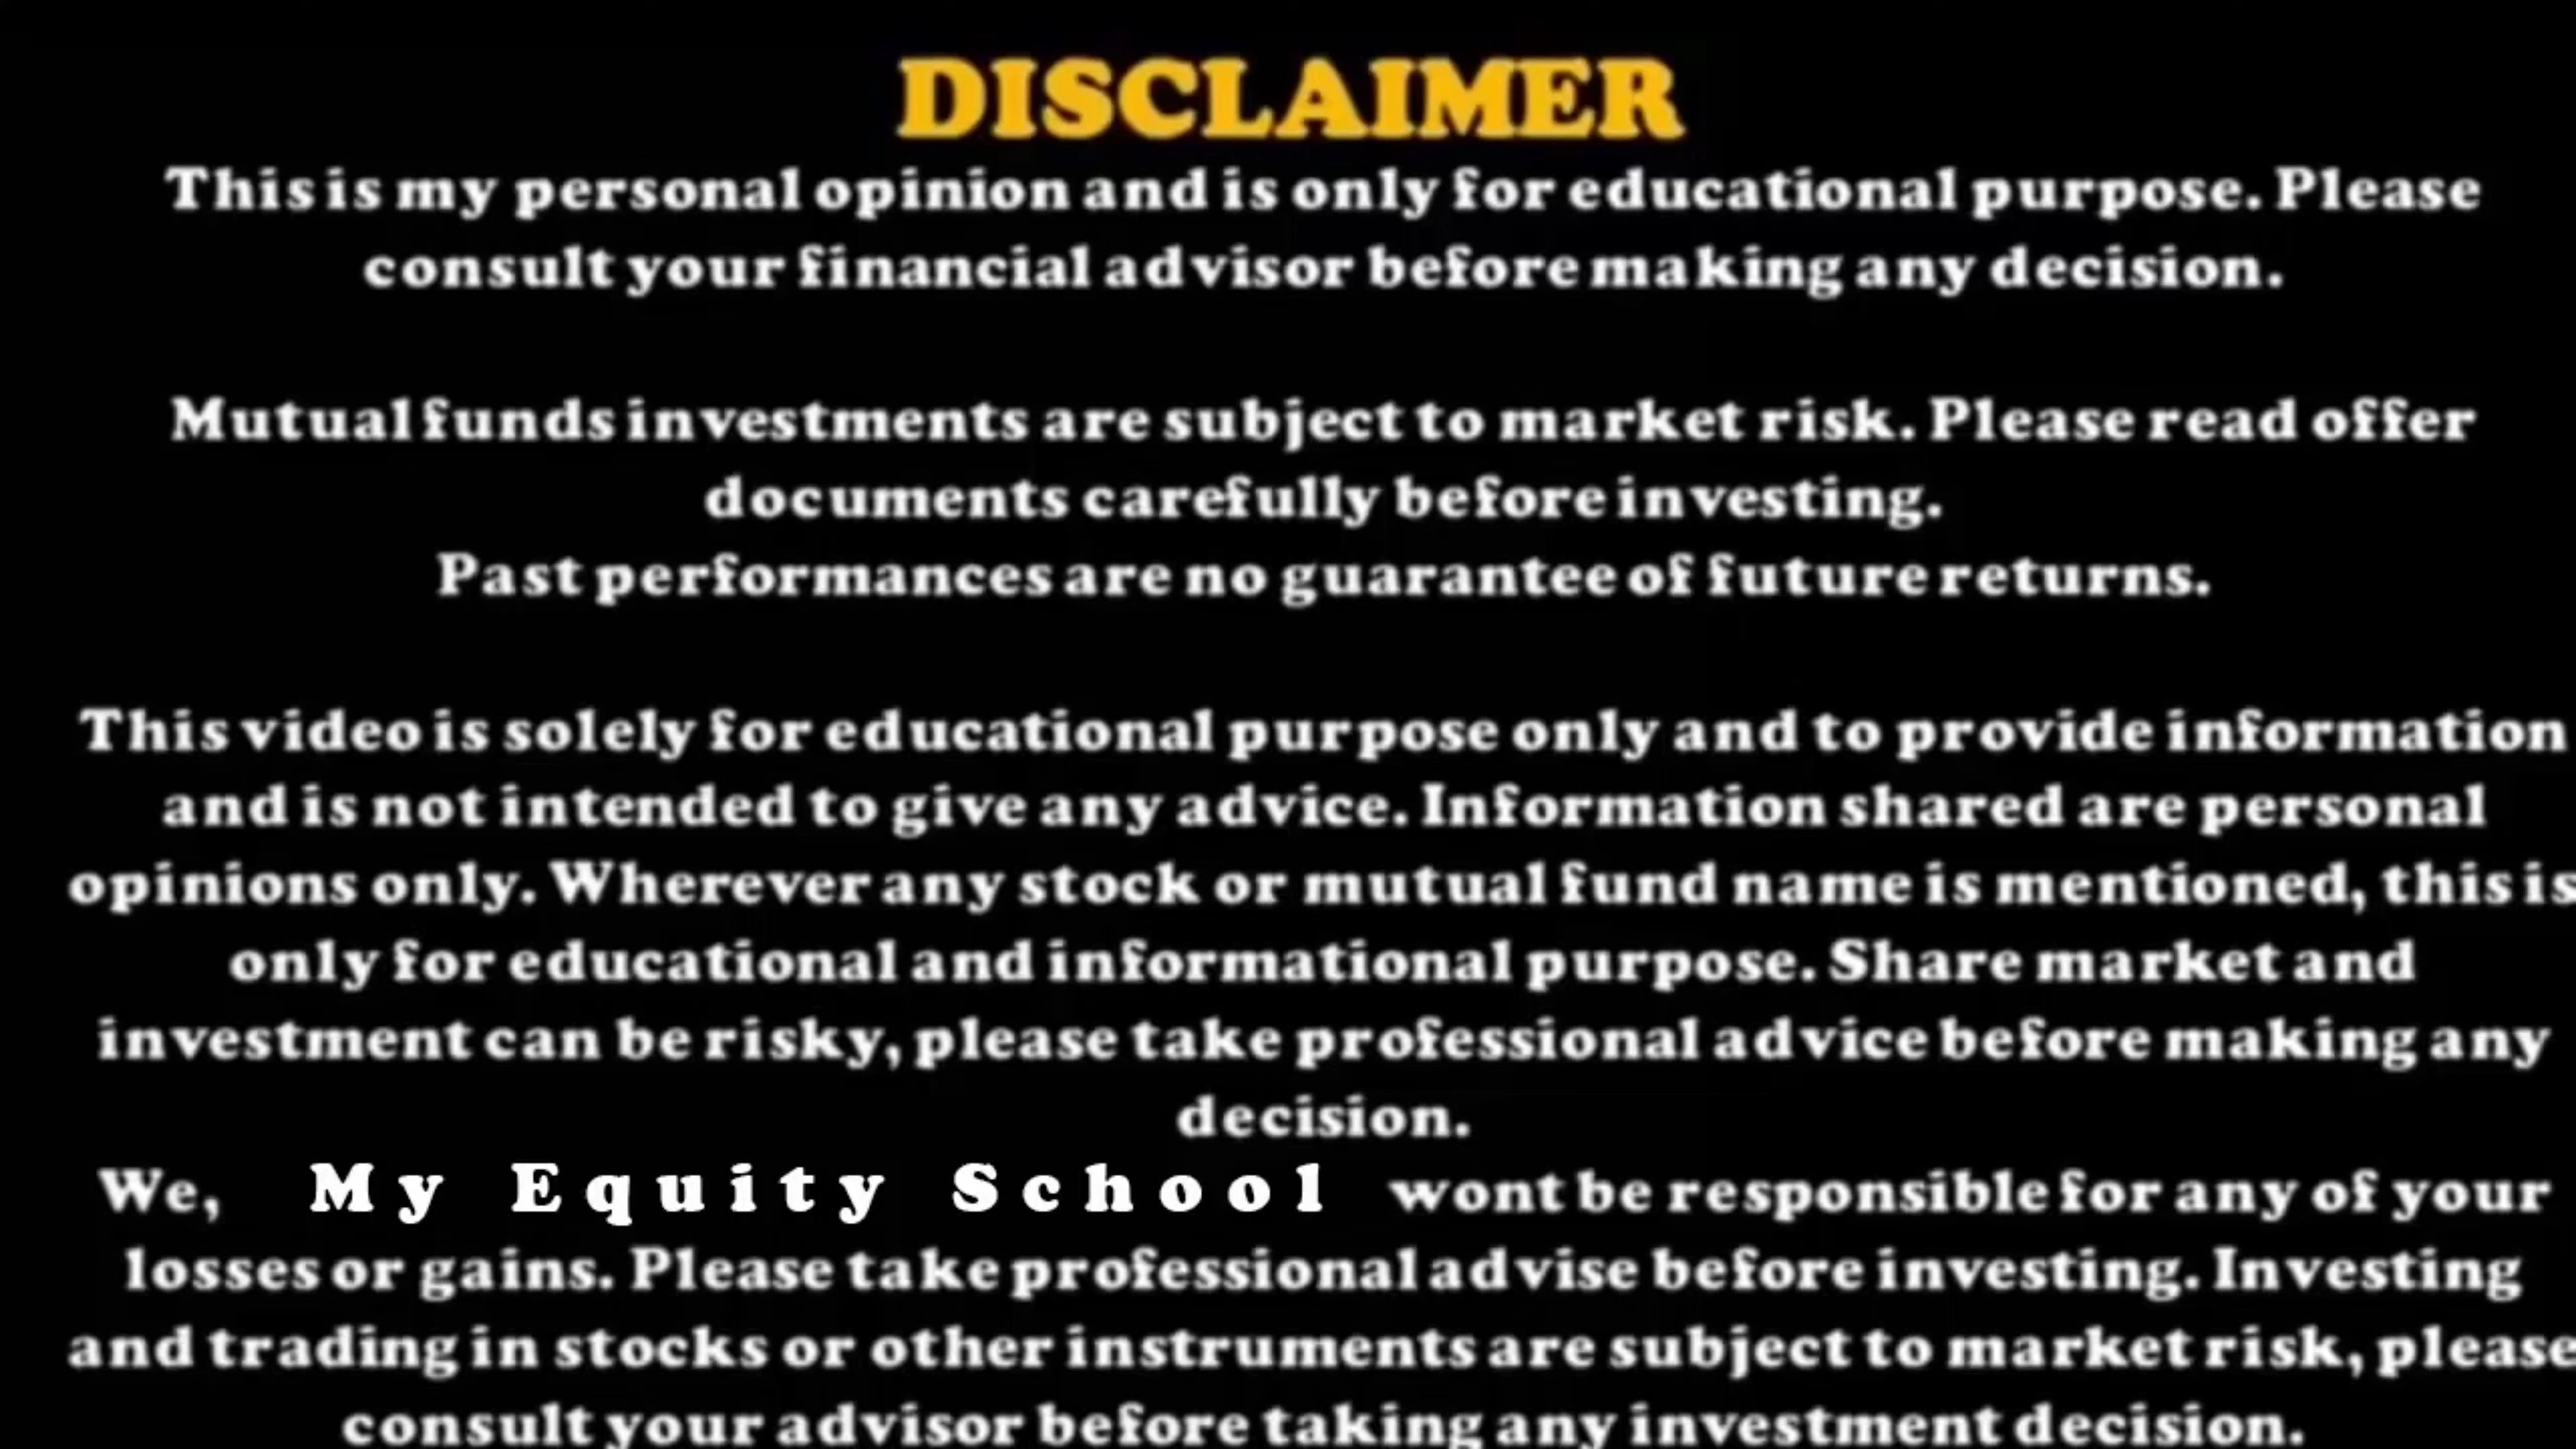 DISCLAIMER
This is my personal opinion and is only for educational purpose. Please
consult your financial advisor before making any decision.
Mutual funds investments are subject to market risk. Please read offer
documents carefully before investing.
Past performances are no guarantee of future returns.
This video is solely for educational purpose only and to provide information
and is not intended to give any advice. Information shared are personal
opinions only. Wherever any stock or mutual fund name is mentioned, this is
only for educational and informational purpose. Share market and
investment can be risky, please take professional advice before making any
decision.
We, My Equity School wont be responsible for any of your
losses or gains. Please take professional advise before investing. Investing
and trading in stocks or other instruments are subject to market risk, please
consult your advisor before taking any investment decision.